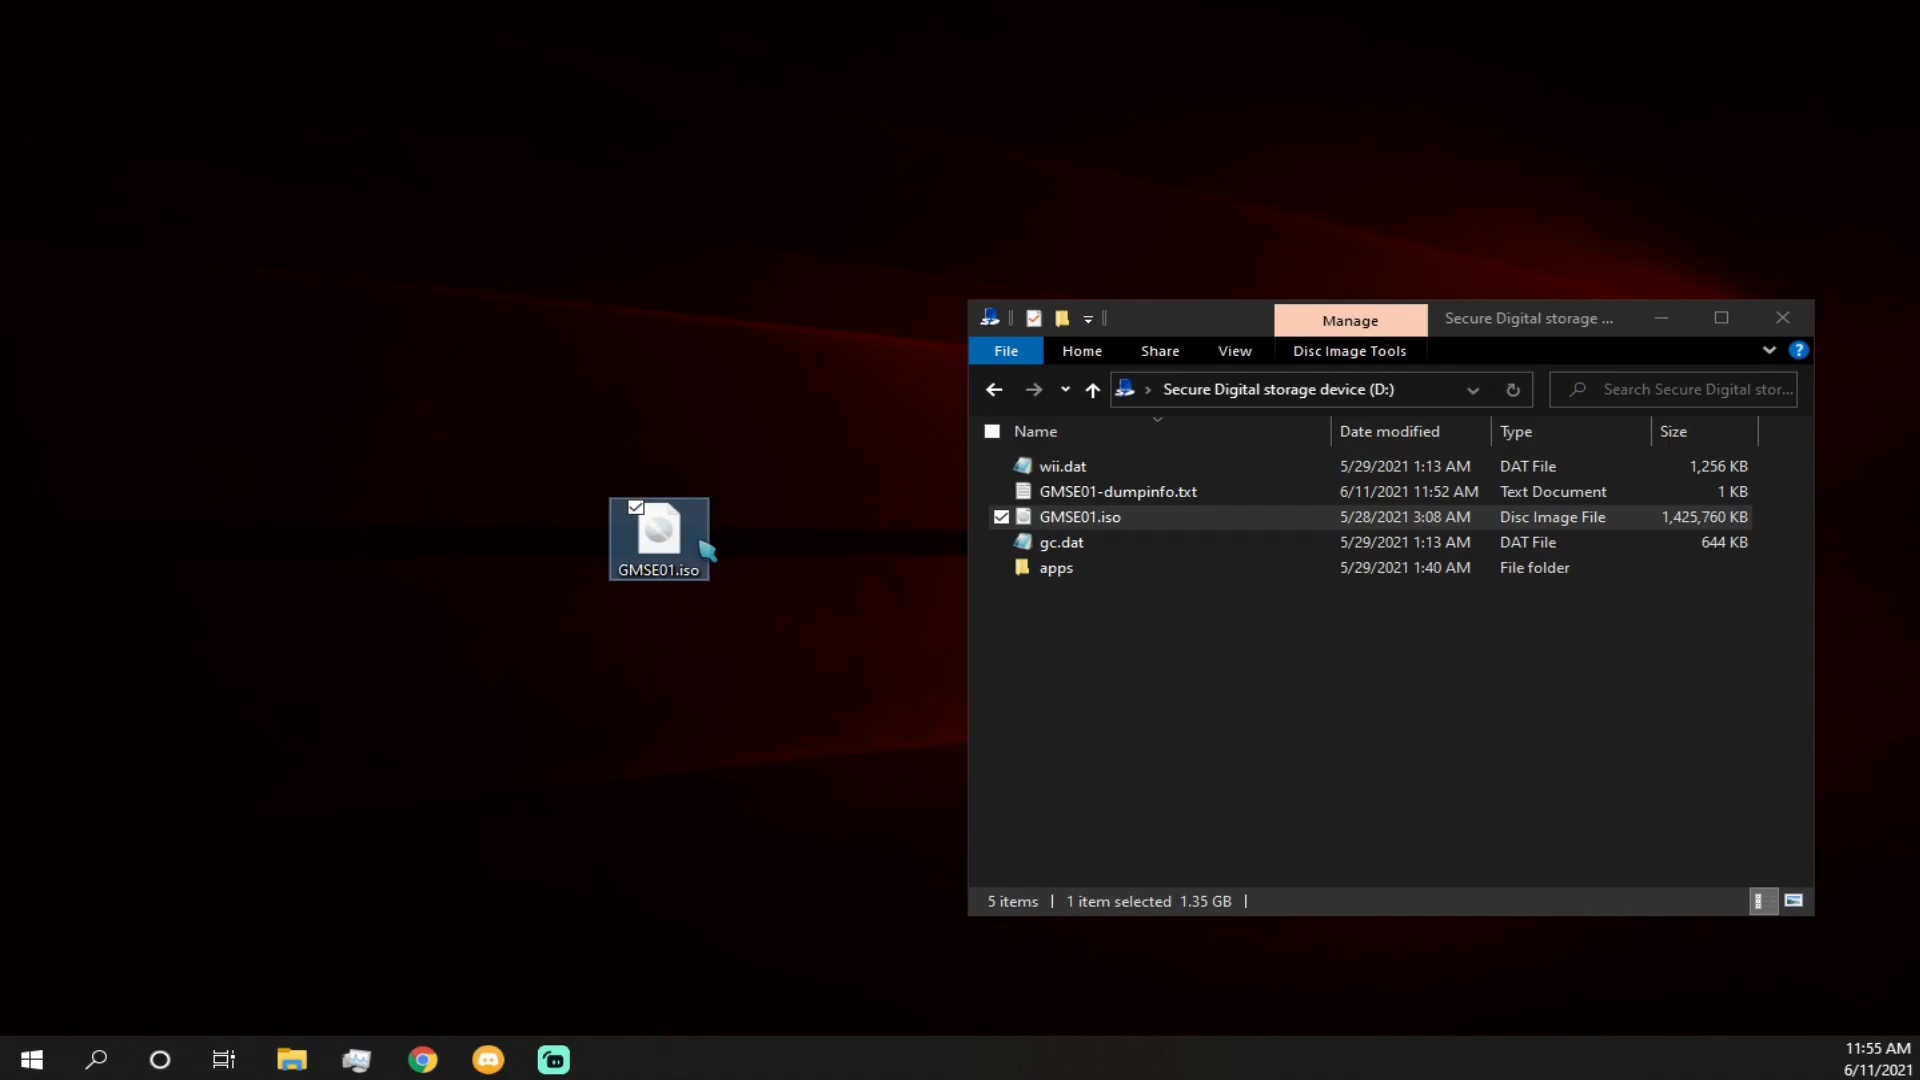 GMSE01.iso
Manage
Secure Digital storage ...
File
Home
Share
View
Disc Image Tools
?
Secure Digital storage device (D:)
Search Secure Digital stor...
Name
Date modified
Type
Size
wii.dat
5/29/2021 1:13 AM
DAT File
1,256 KB
GMSE01-dumpinfo.txt
6/11/2021 11:52 AM
Text Document
1 KB
GMSE01.iso
5/28/2021 3:08 AM
Disc Image File
1,425,760 KB
gc.dat
5/29/2021 1:13 AM
DAT File
644 KB
apps
5/29/2021 1:40 AM
File folder
5 items
1 item selected 1.35 GB
11:55 AM
6/11/2021